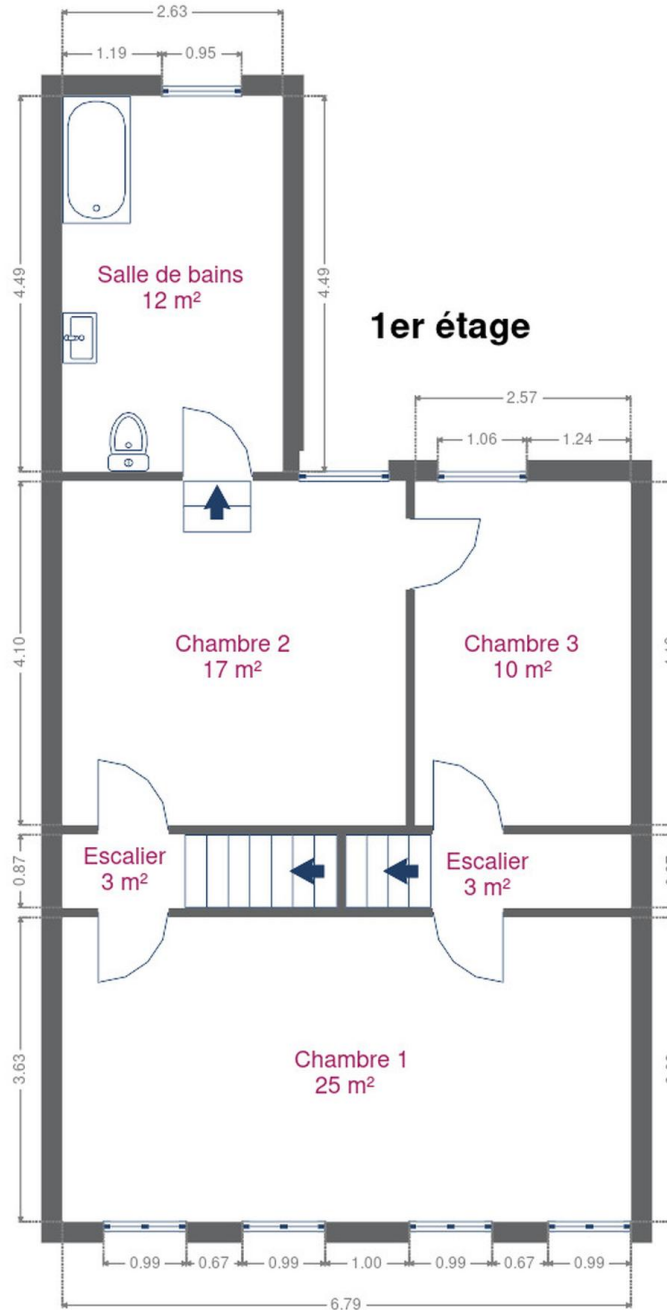 2.63
1.19
0.95
4.49
4.49
Salle de bains
12 m²
1er étage
2.57
1.06
1.24
4.10
Chambre 2
17 m²
Chambre 3
10 m²
0.87
Escalier
3 m²
Escalier
3 m²
3.63
Chambre 1
25 m²
0.99
0.67
0.99
1.00
0.99
0.67
0.99
6.79